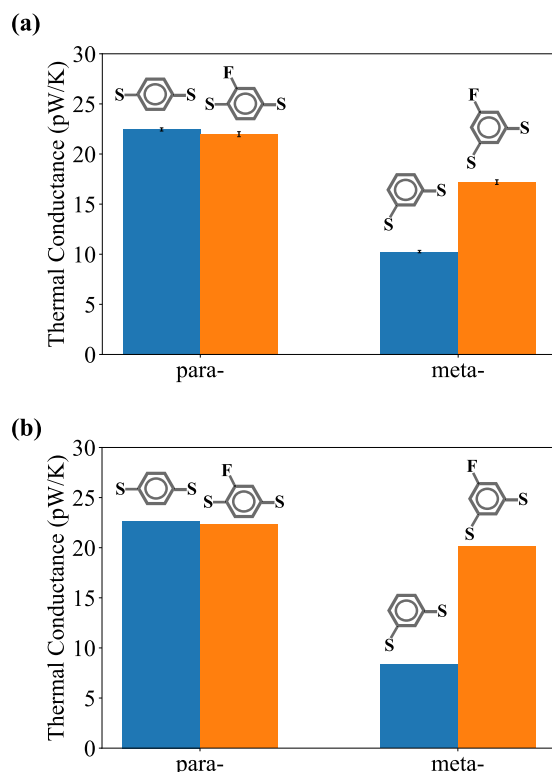 (a)
30
25
20
15
10
5
0
Thermal Conductance (pW/K)
S S
F
S S
S
S
F
S
S
para- meta-
(b)
30
25
20
15
10
5
0
Thermal Conductance (pW/K)
S S
F
S S
S
S
F
S
S
para- meta-